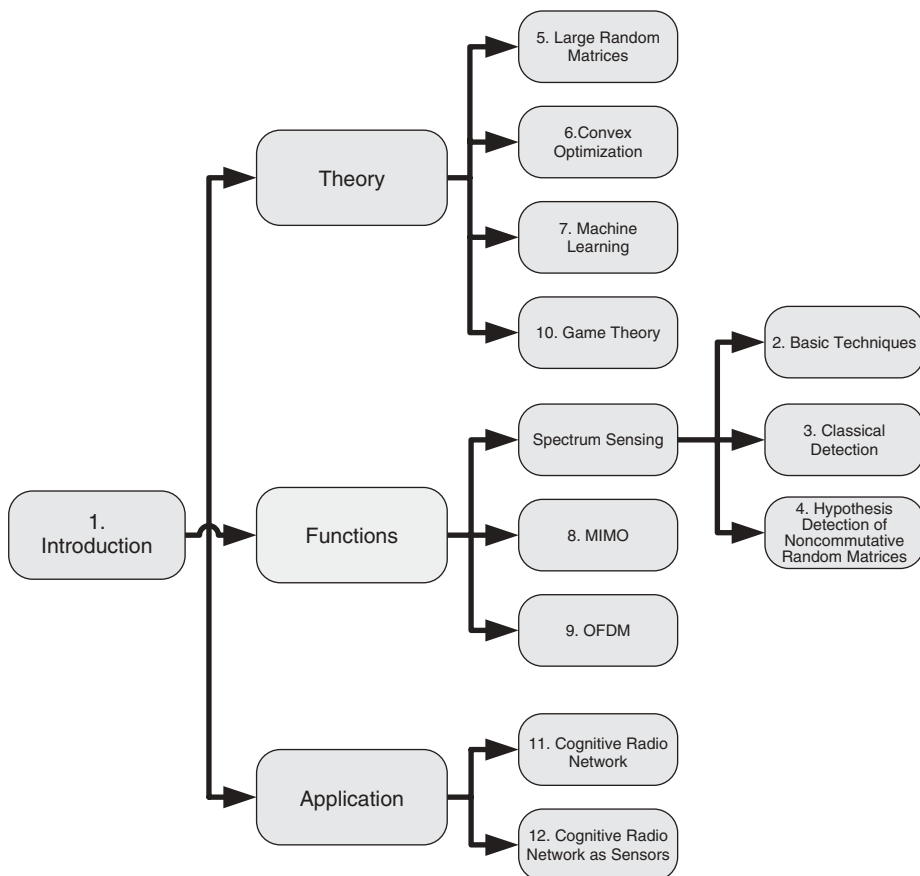 1.
Introduction
Theory
5. Large Random
Matrices
6.Convex
Optimization
7. Machine
Learning
10. Game Theory
Functions
Spectrum Sensing
2. Basic Techniques
3. Classical
Detection
4. Hypothesis
Detection of
Noncommutative
Random Matrices
8. MIMO
9. OFDM
Application
11. Cognitive Radio
Network
12. Cognitive Radio
Network as Sensors